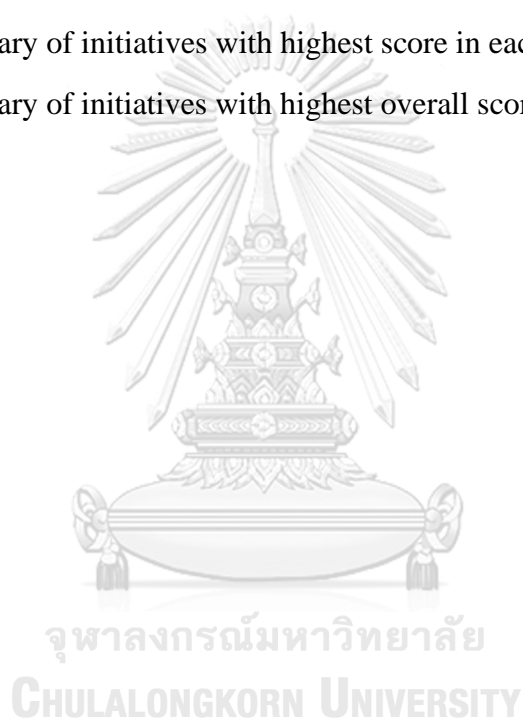 ary of initiatives with highest score in eac
ary of initiatives with highest overall scor
จุฬาลงกรณ์มหาวิทยาลัย
CHULALONGKORN UNIVERSITY